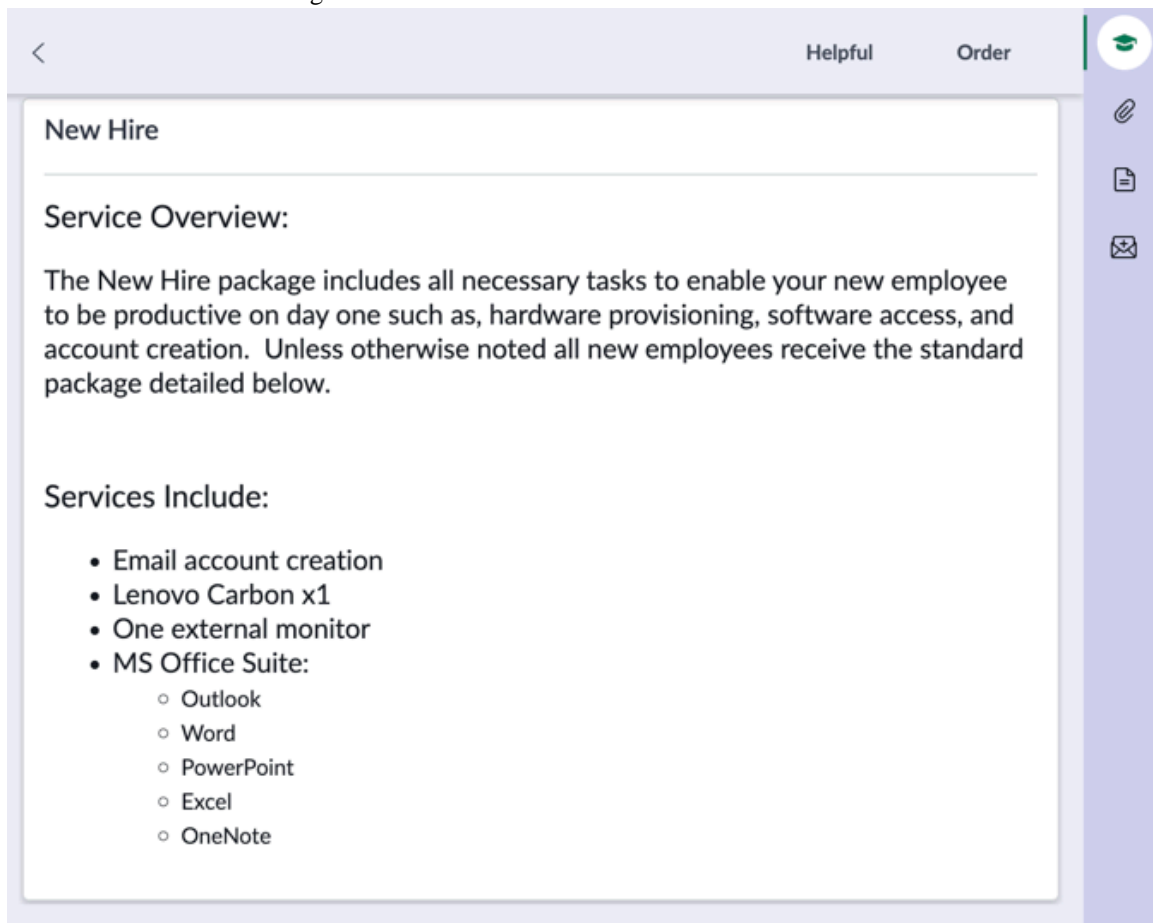 Helpful Order
New Hire
Service Overview:
The New Hire package includes all necessary tasks to enable your new employee
to be productive on day one such as, hardware provisioning, software access, and
account creation.  Unless otherwise noted all new employees receive the standard
package detailed below.
Services Include:
• Email account creation
• Lenovo Carbon x1
• One external monitor
• MS Office Suite:
○ Outlook
○ Word
○ PowerPoint
○ Excel
○ OneNote